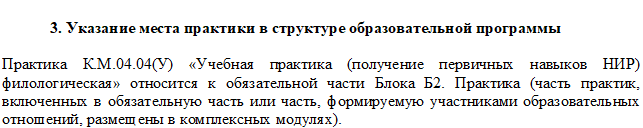 3. Указание места практики в структуре образовательной программы
Практика К.М.04.04(У) «Учебная практика (получение первичных навыков НИР)
филологическая» относится к обязательной части Блока Б2. Практика (часть практик,
включенных в обязательную часть или часть, формируемую участниками образовательных
отношений, размещены в комплексных модулях).